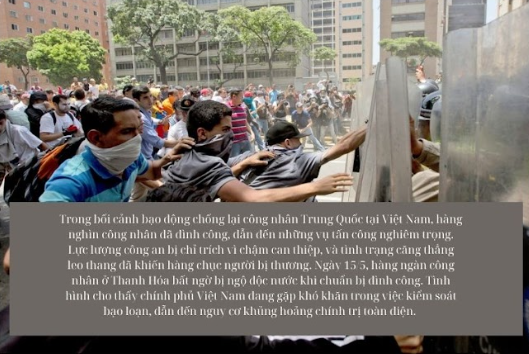 Trong bối cảnh bạo động chống lại công nhân Trung Quốc tại Việt Nam, hàng
nghìn công nhân đã đình công, dẫn đến những vụ tấn công nghiêm trọng.
Lực lượng công an bị chỉ trích vì chậm can thiệp, và tình trạng căng thẳng
leo thang đã khiến hàng chục người bị thương. Ngày 15/5, hàng ngàn công
nhân ở Thanh Hóa bất ngờ bị ngộ độc nước khi chuẩn bị đình công. Tình
hình cho thấy chính phủ Việt Nam đang gặp khó khăn trong việc kiểm soát
bạo loạn, dẫn đến nguy cơ khủng hoảng chính trị toàn diện.